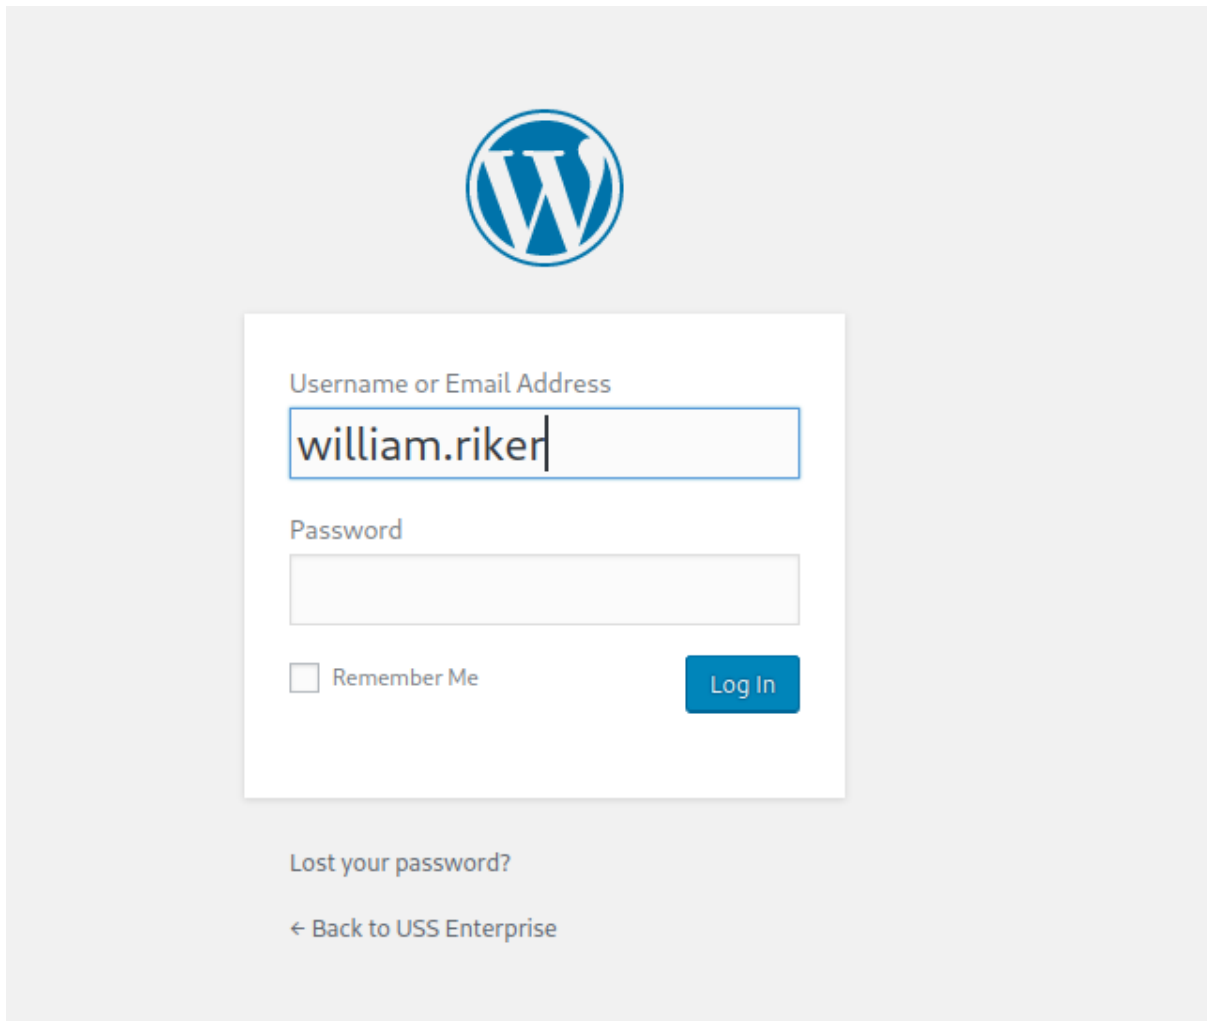 Username or Email Address
william.riker
Password
Remember Me
Log In
Lost your password?
← Back to USS Enterprise